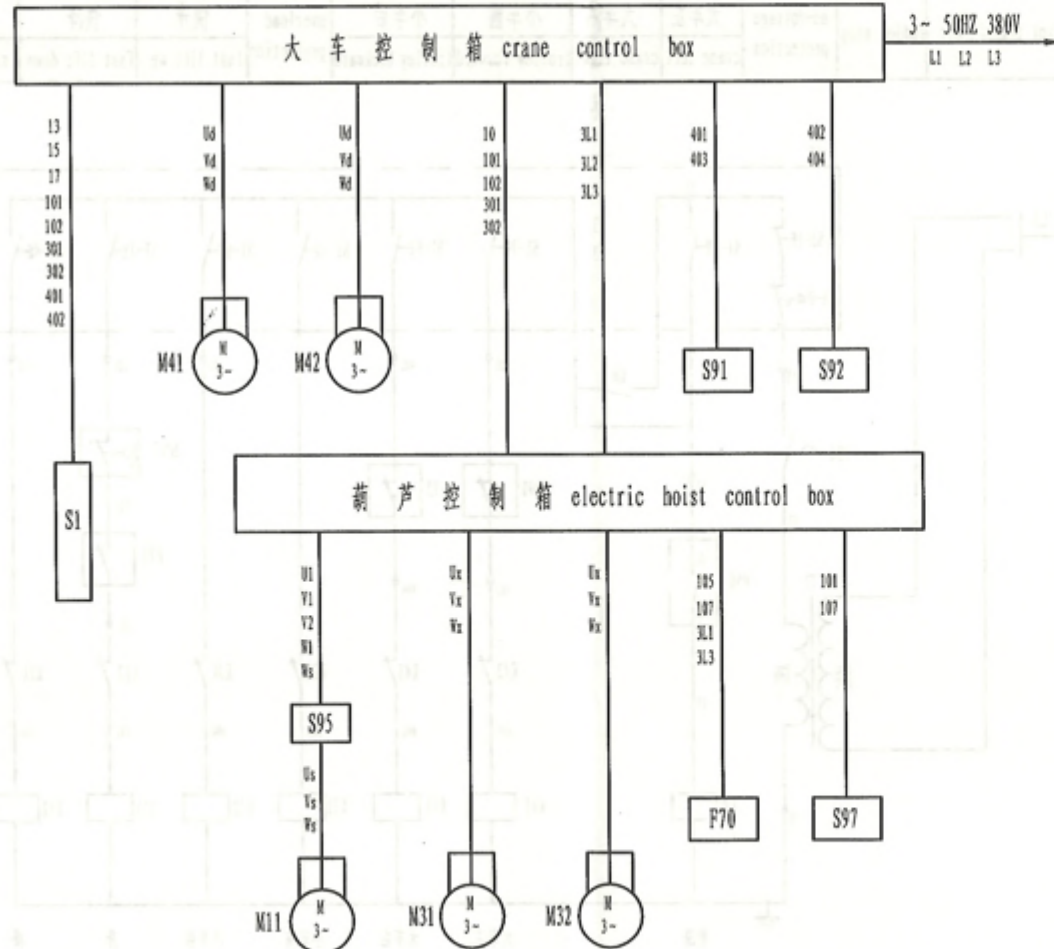 大车控制箱 crane control box
3~ 50HZ 380V
L1 L2 L3
13
15
17
101
102
301
302
401
402
Ud
Vd
Wd
Ud
Vd
Wd
10
101
102
301
302
3L1
3L2
3L3
401
403
402
404
M41
M
3~
M42
M
3~
S91
S92
S1
葫芦控制箱 electric hoist control box
U1
V1
V2
W1
Ws
Ux
Vx
Wx
Ux
Vx
Wx
105
107
3L1
3L3
107
S95
Us
Vs
Ws
F70
S97
M11
M
3~
M31
M
3~
M32
M
3~